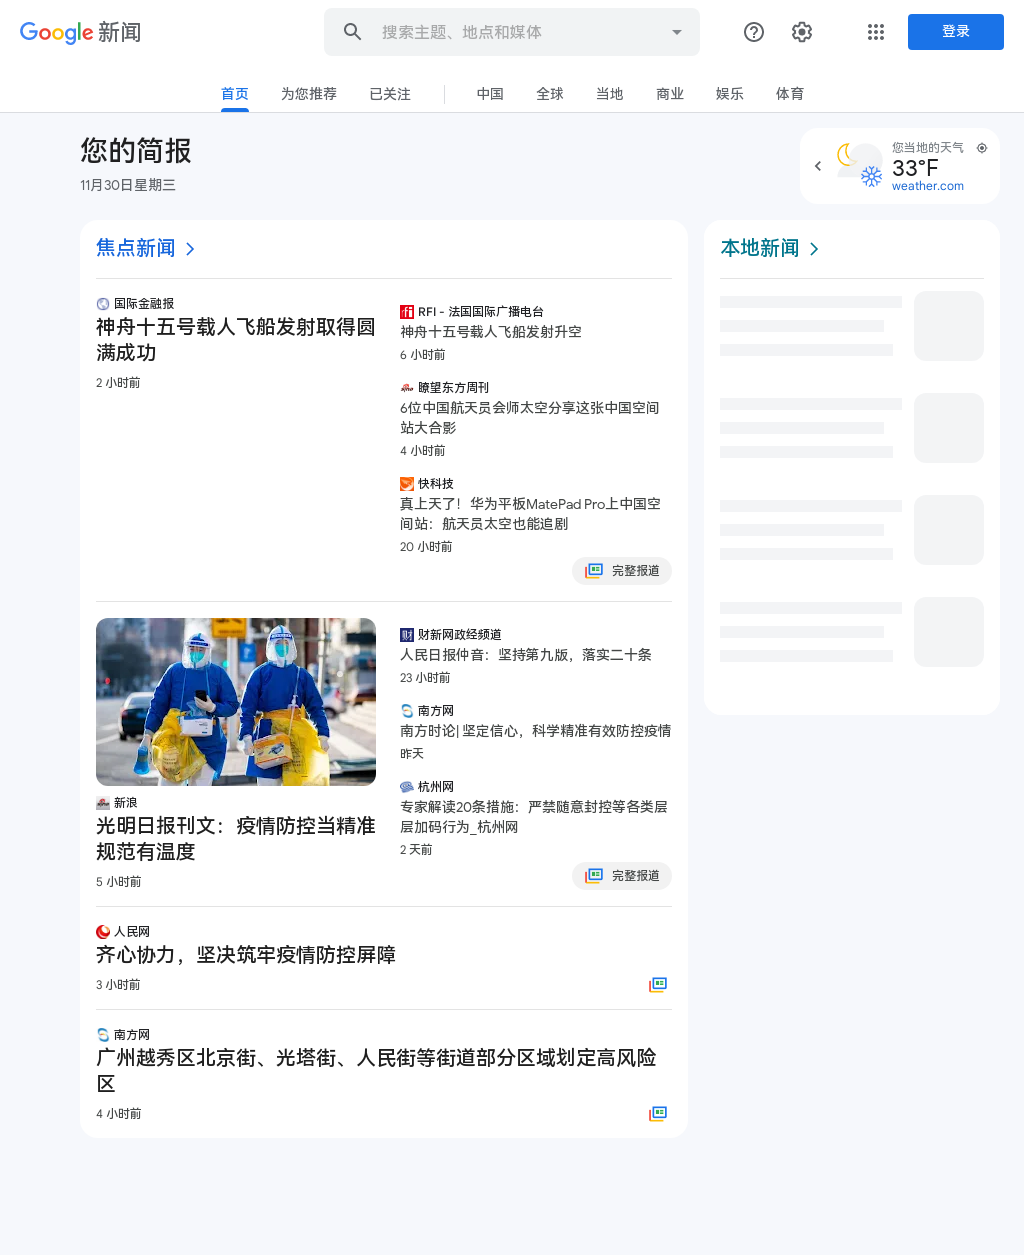 Google 新闻
搜索主题、地点和媒体
登录
首页
为您推荐
已关注
中国
全球
当地
商业
娱乐
体育
您的简报
11月30日星期三
您当地的天气
33°F
weather.com
焦点新闻
国际金融报
神舟十五号载人飞船发射取得圆
满成功
2 小时前
RFI - 法国国际广播电台
神舟十五号载人飞船发射升空
6 小时前
瞭望东方周刊
6位中国航天员会师太空分享这张中国空间
站大合影
4 小时前
快科技
真上天了！华为平板MatePad Pro上中国空
间站：航天员太空也能追剧
20 小时前
完整报道
新浪
光明日报刊文：疫情防控当精准
规范有温度
5 小时前
财新网政经频道
人民日报仲音：坚持第九版，落实二十条
23 小时前
南方网
南方时论| 坚定信心，科学精准有效防控疫情
昨天
杭州网
专家解读20条措施：严禁随意封控等各类层
层加码行为_杭州网
2 天前
完整报道
人民网
齐心协力，坚决筑牢疫情防控屏障
3 小时前
南方网
广州越秀区北京街、光塔街、人民街等街道部分区域划定高风险
区
4 小时前
本地新闻